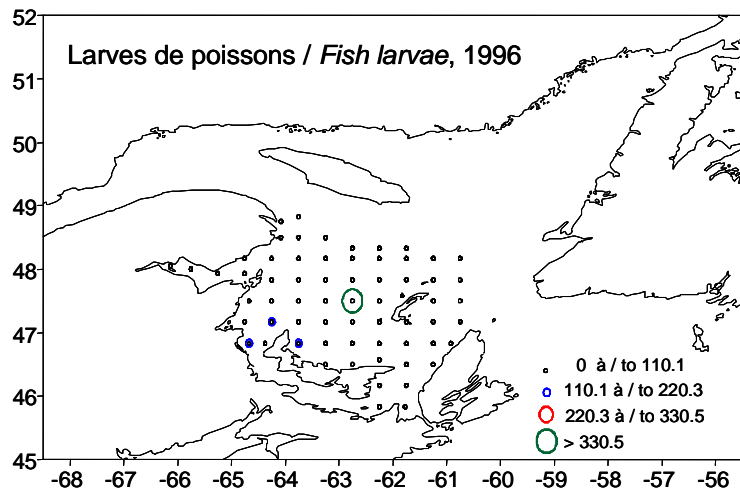 Larves de poissons / Fish larvae, 1996
52
51
50
49
48
47
46
45
0 à / to 110.1
110.1 à / to 220.3
220.3 à / to 330.5
> 330.5
-68 -67 -66 -65 -64 -63 -62 -61 -60 -59 -58 -57 -56